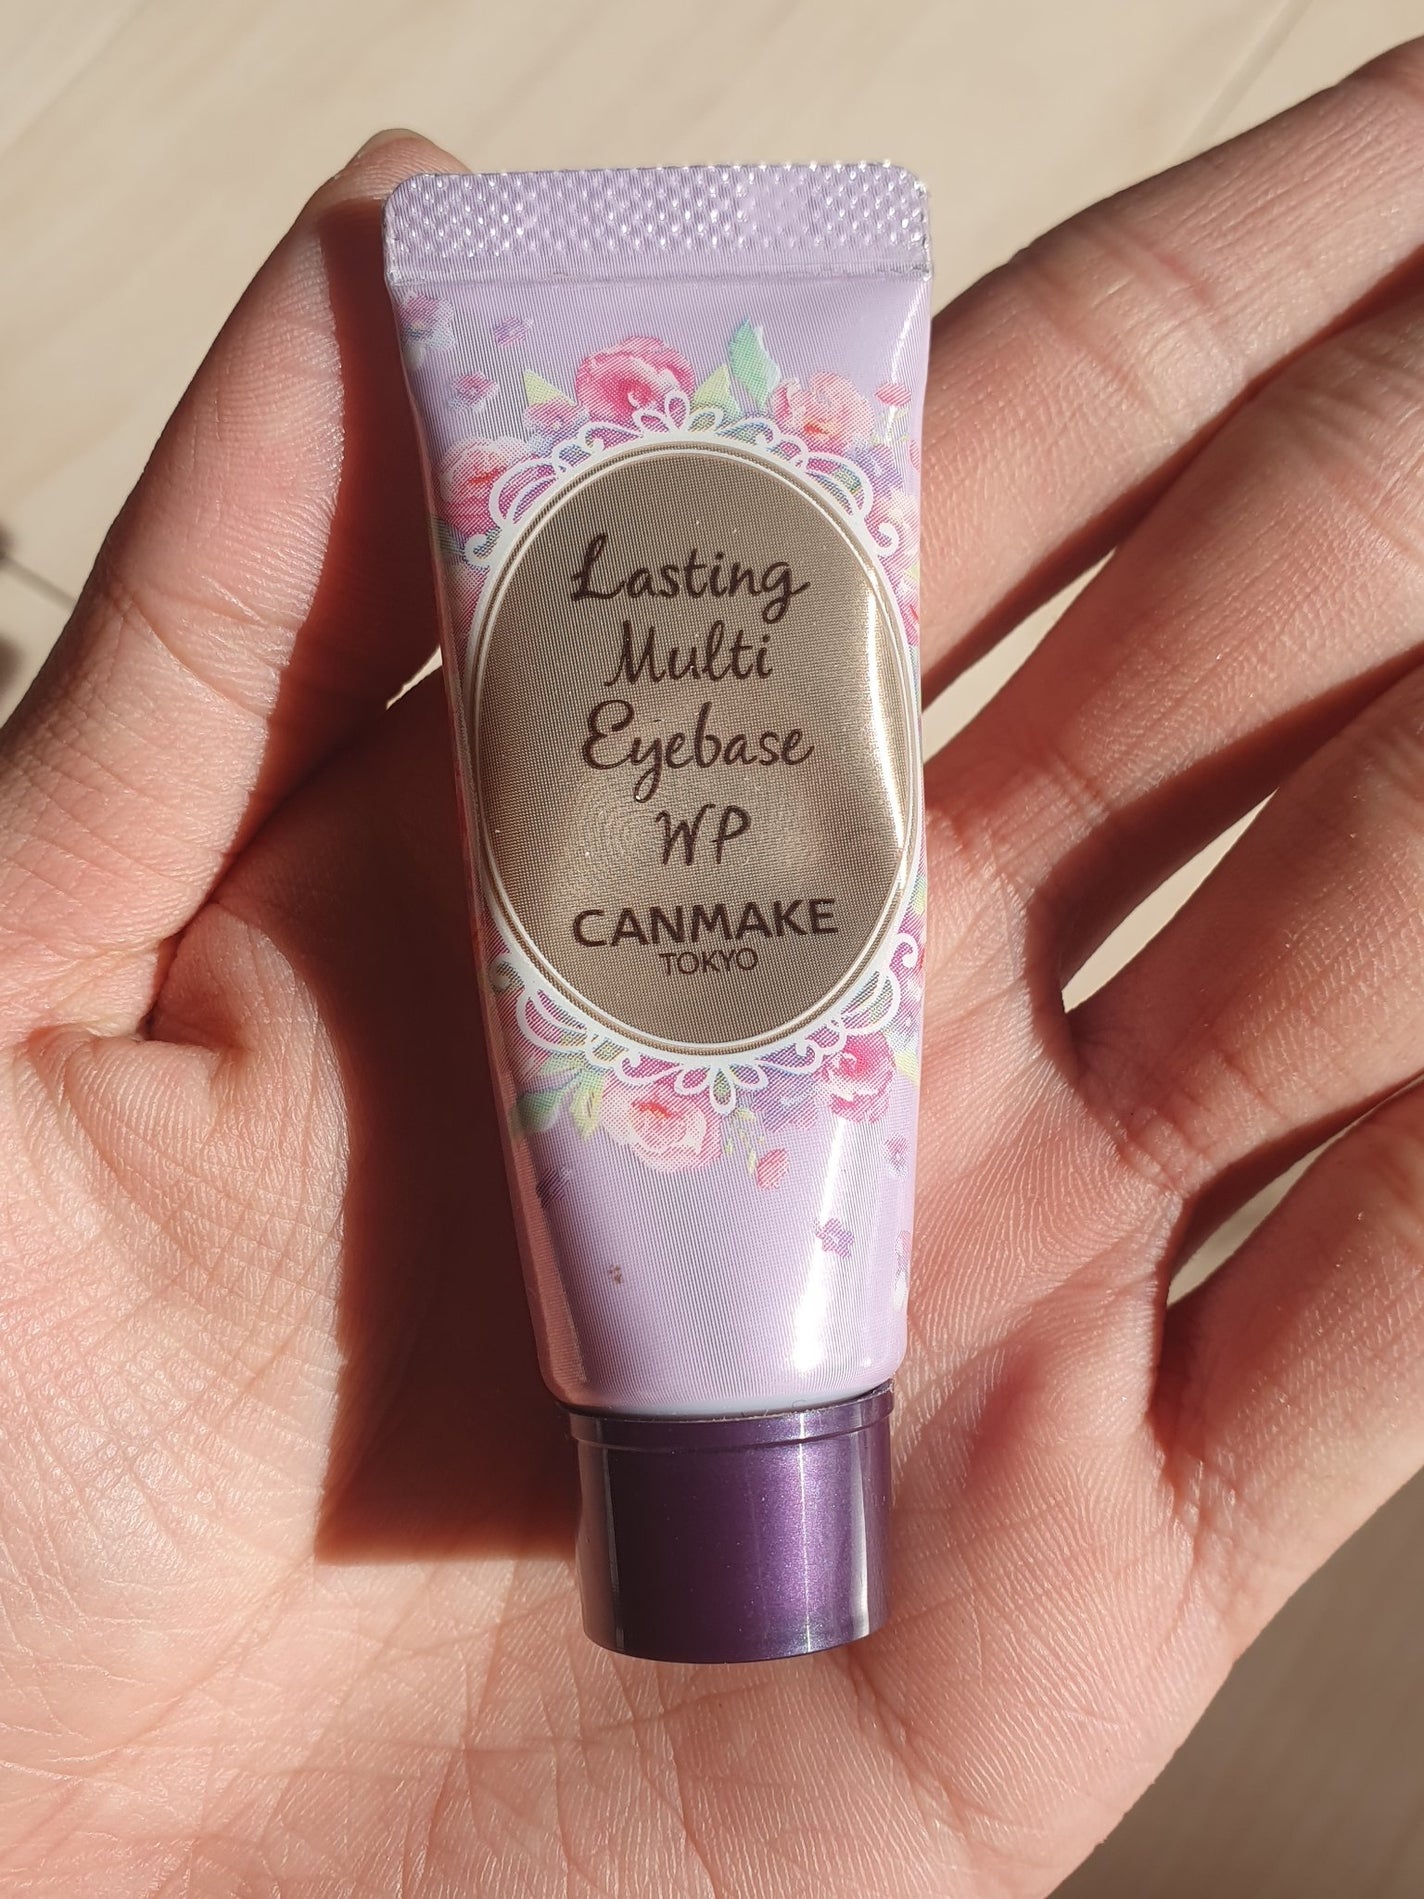 Lasting
Multi
Eyebase
WP
CANMAKE
TOKYO